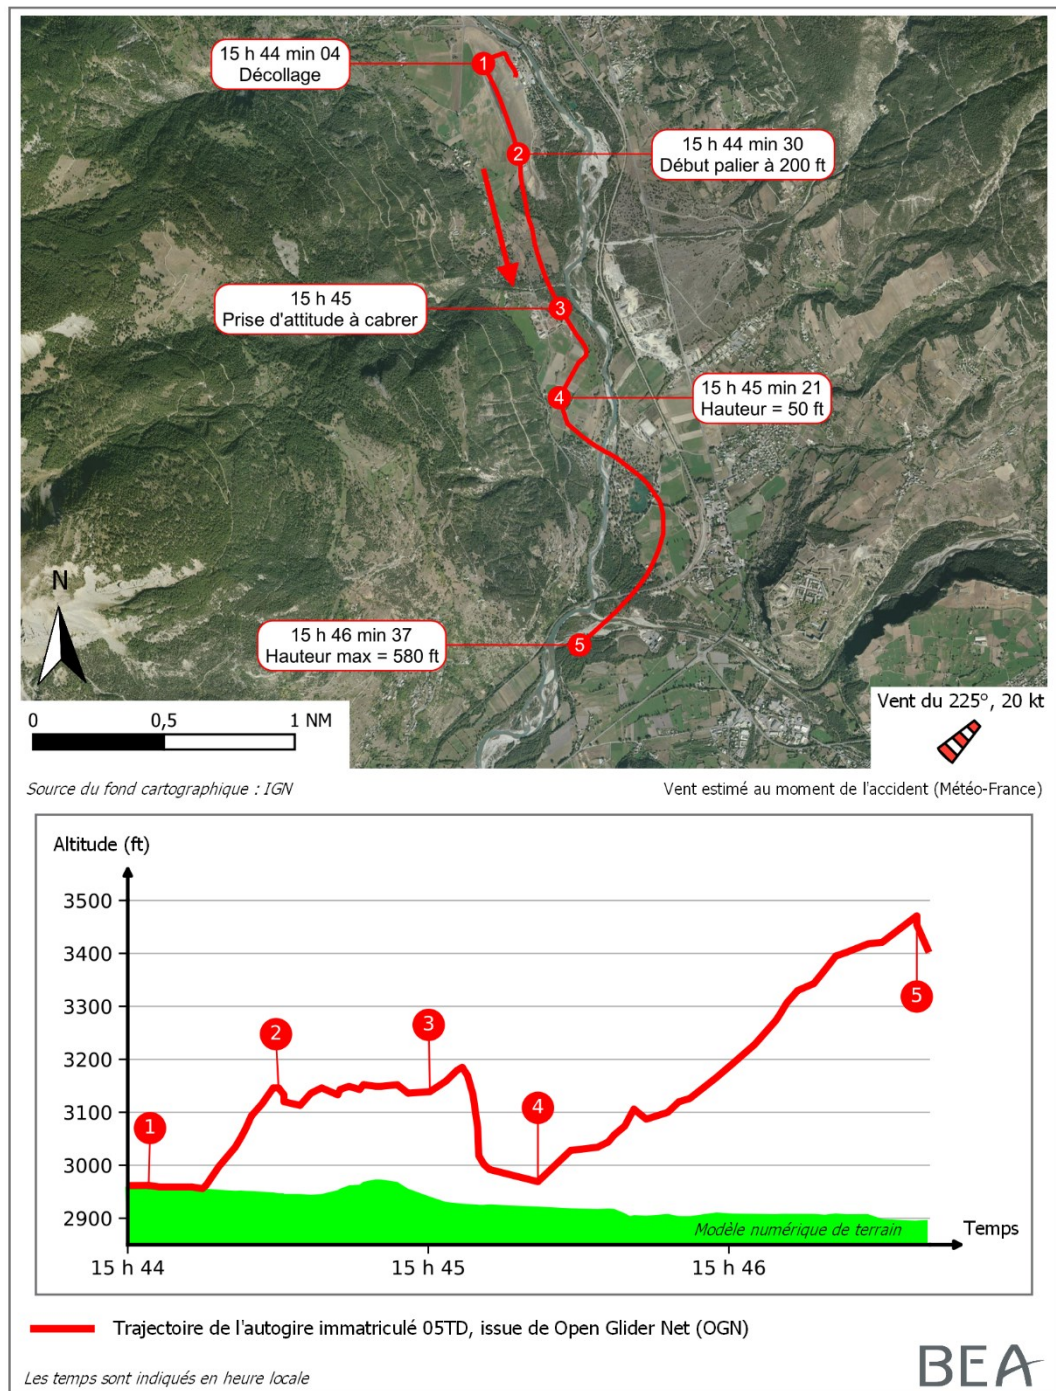 15 h 44 min 04
Décollage
1
2
15 h 44 min 30
Début palier à 200 ft
15 h 45
Prise d'attitude à cabrer
3
4
15 h 45 min 21
Hauteur = 50 ft
N
15 h 46 min 37
Hauteur max = 580 ft
5
0 0,5 1 NM
Vent du 225°, 20 kt
Source du fond cartographique : IGN
Vent estimé au moment de l'accident (Météo-France)
Altitude (ft)
3500
3400
3300
3200
3100
3000
2900
1
2
3
4
5
Modèle numérique de terrain
Temps
15 h 44 15 h 45 15 h 46
Trajectoire de l'autogire immatriculé 05TD, issue de Open Glider Net (OGN)
Les temps sont indiqués en heure locale
BEA